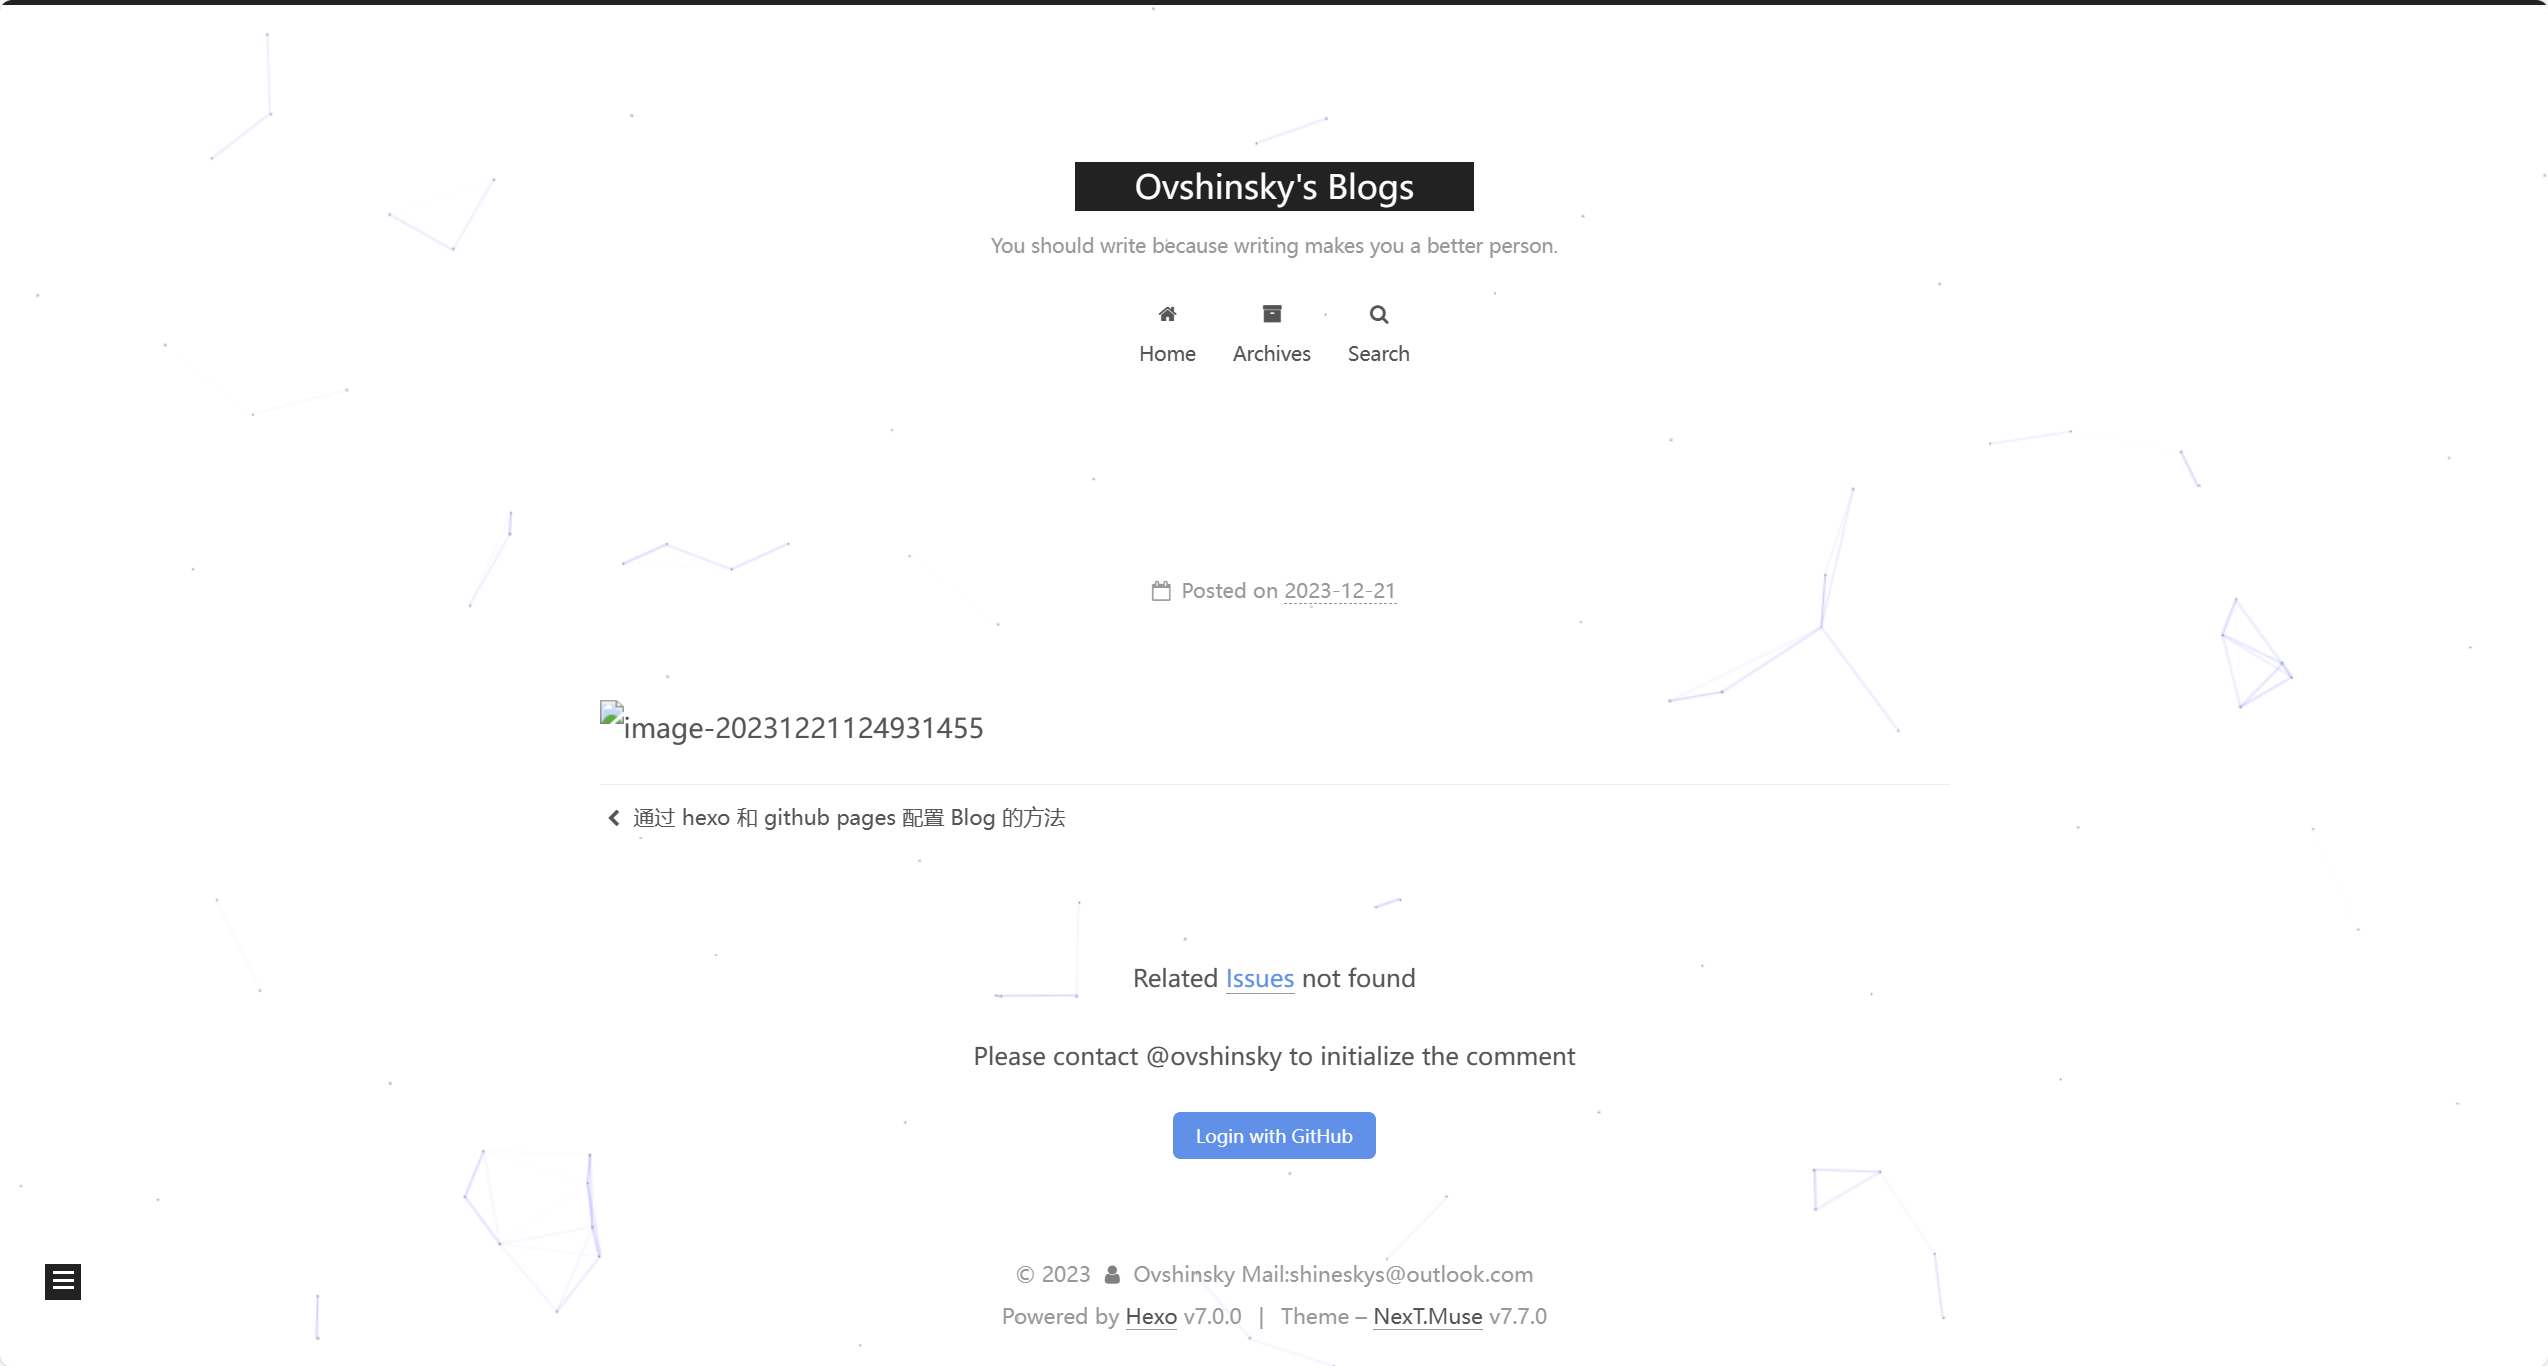 Ovshinsky's Blogs
You should write because writing makes you a better person.
Home Archives Search
Posted on 2023-12-21
image-20231221124931455
通过 hexo 和 github pages 配置 Blog 的方法
Related Issues not found
Please contact @ovshinsky to initialize the comment
Login with GitHub
© 2023 Ovshinsky Mail:shineskys@outlook.com
Powered by Hexo v7.0.0 | Theme – NexT.Muse v7.7.0